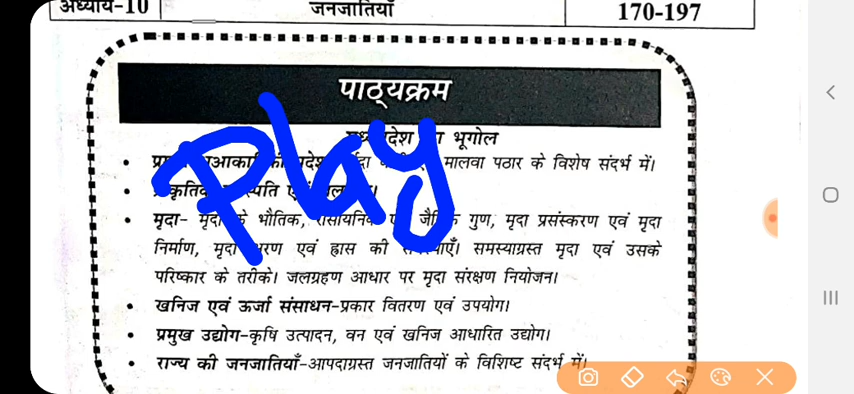 अध्याय-10 जनजातियाँ 170-197
पाठ्यक्रम
भूगोल
Play
मालवा पठार के विशेष संदर्भ में।
मृदा- के भौतिक, गुण, मृदा प्रसंस्करण एवं मृदा
निर्माण, मृदा एवं ह्रास की समस्याग्रस्त मृदा एवं उसके
परिष्कार के तरीके। जलग्रहण आधार पर मृदा संरक्षण नियोजन।
खनिज एवं ऊर्जा संसाधन-प्रकार वितरण एवं उपयोग।
प्रमुख उद्योग-कृषि उत्पादन, वन एवं खनिज आधारित उद्योग।
राज्य की जनजातियाँ-आपदाग्रस्त जनजातियों के विशिष्ट संदर्भ में।